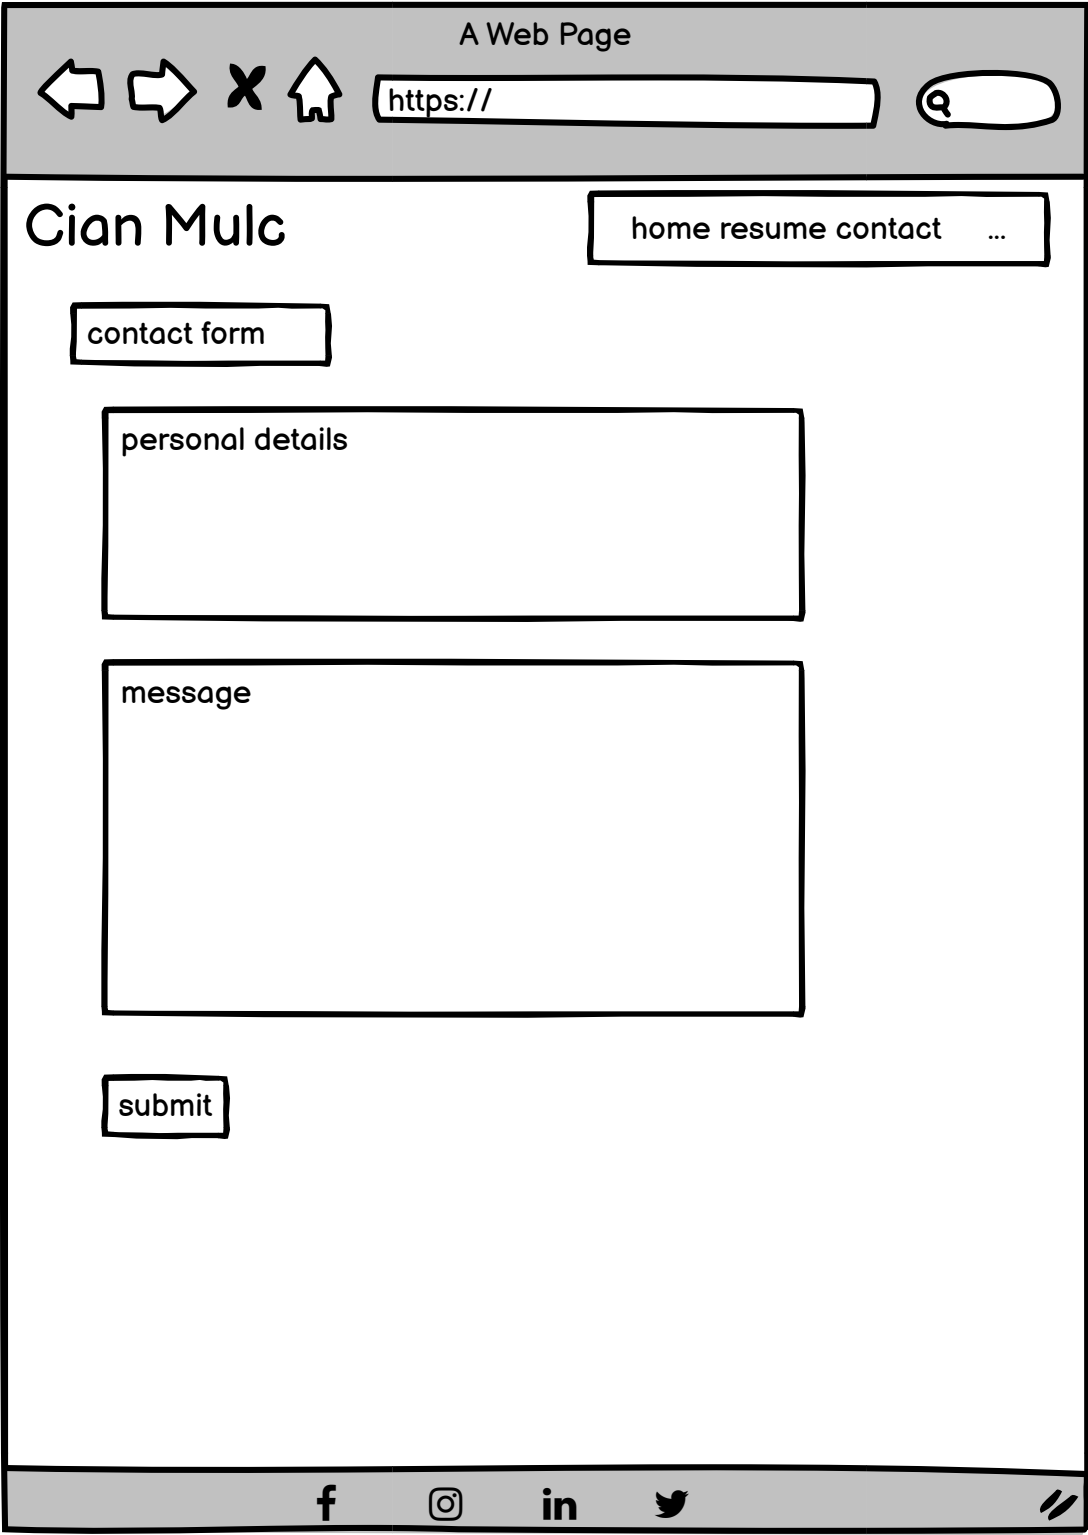 A Web Page
https://
Cian Mulc
home resume contact ...
contact form
personal details
message
submit